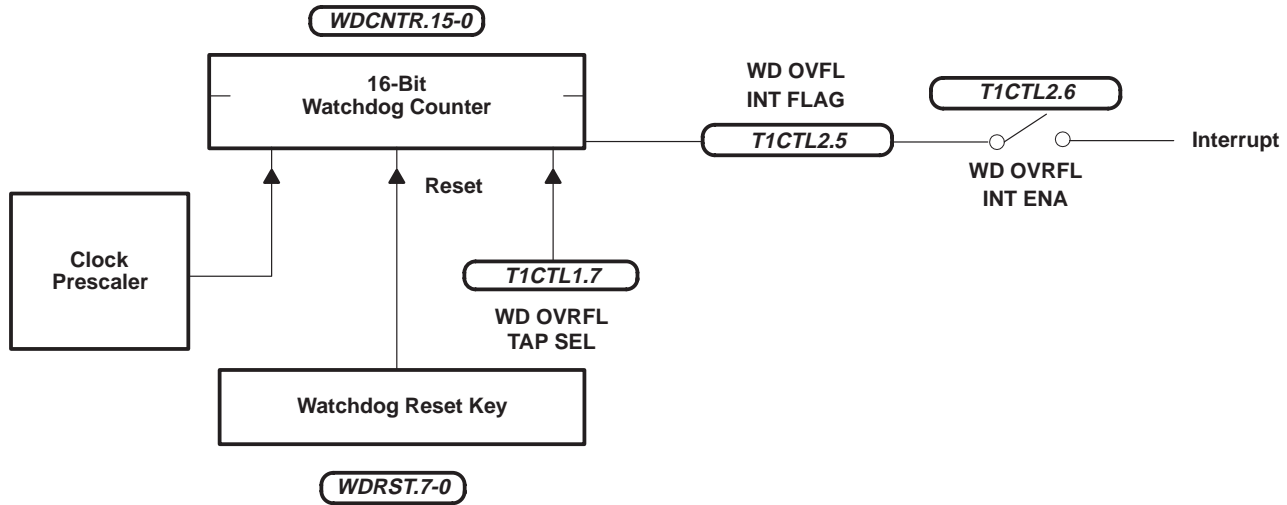 WDCNTR.15-0
16-Bit
Watchdog Counter
WD OVFL
INT FLAG
T1CTL2.5
T1CTL2.6
WD OVRFL
INT ENA
Interrupt
Reset
Clock
Prescaler
T1CTL1.7
WD OVRFL
TAP SEL
Watchdog Reset Key
WDRST.7-0